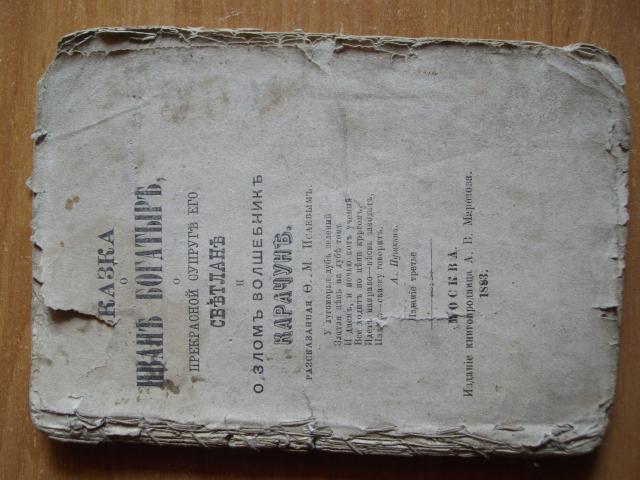 КАЗКА
О
ИВАНѢ БОГАТЫРѢ,
О
ПРЕКРАСНОЙ СУПРУГѢ ЕГО
СВѢТЛАНѢ
И
О ЗЛОМЪ ВОЛШЕБНИКѢ
КАРАЧУНѢ.
РАЗСКАЗАННАЯ Ѳ. М. ИСАЕВЫМЪ.
У лукоморья дубъ зеленый
Златая цѣпь на дубѣ томъ
И днемъ, и ночью котъ ученый
Все ходитъ по цѣпи кругомъ,
Идетъ направо—пѣснь заводитъ,
сказку говоритъ.
А. Пушкинъ.
Изданіе третье
МОСКВА.
Изданіе книгопродавца А. В. Морозова.
1883.